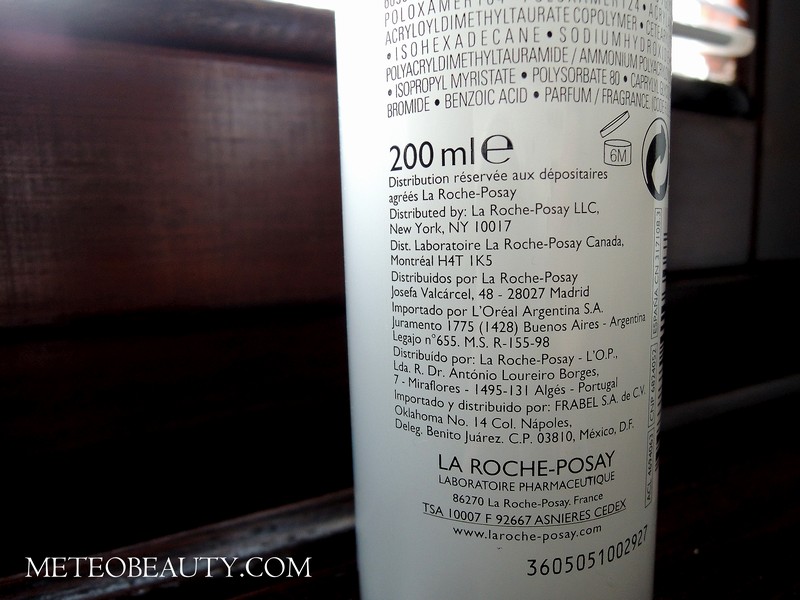 POLOXAMER 184 • POLOXAMER 124 •
ACRYLOYLDIMETHYLTAURATE COPOLYMER •
• ISOHEXADECANE • SODIUM
POLYACRYLDIMETHYLTAURAMIDE / AMMONIUM
• ISOPROPYL MYRISTATE • POLYSORBATE 80 •
BROMIDE • BENZOIC ACID • PARFUM / FRAGRANCE
200 ml e
6M
Distribution réservée aux dépositaires
agréés La Roche-Posay
Distributed by: La Roche-Posay LLC,
New York, NY 10017
Dist. Laboratoire La Roche-Posay Canada,
Montréal H4T 1K5
Distribuidos por La Roche-Posay
Josefa Valcárcel, 48 - 28027 Madrid
Importado por L'Oréal Argentina S.A.
Juramento 1775 (1428) Buenos Aires - Argentina
Legajo n°655. M.S. R-155-98
Distribuído por: La Roche-Posay - L'O.P.,
Lda. R. Dr. António Loureiro Borges,
7 - Miraflores - 1495-131 Algés - Portugal
Importado y distribuido por: FRABEL S.A. de C.V.
Oklahoma No. 14 Col. Nápoles,
Deleg. Benito Juárez. C.P. 03810, México, D.F.
LA ROCHE-POSAY
LABORATOIRE PHARMACEUTIQUE
86270 La Roche-Posay. France
TSA 10007 F 92667 ASNIERES CEDEX
www.laroche-posay.com
3605051002927
METEOBEAUTY.COM